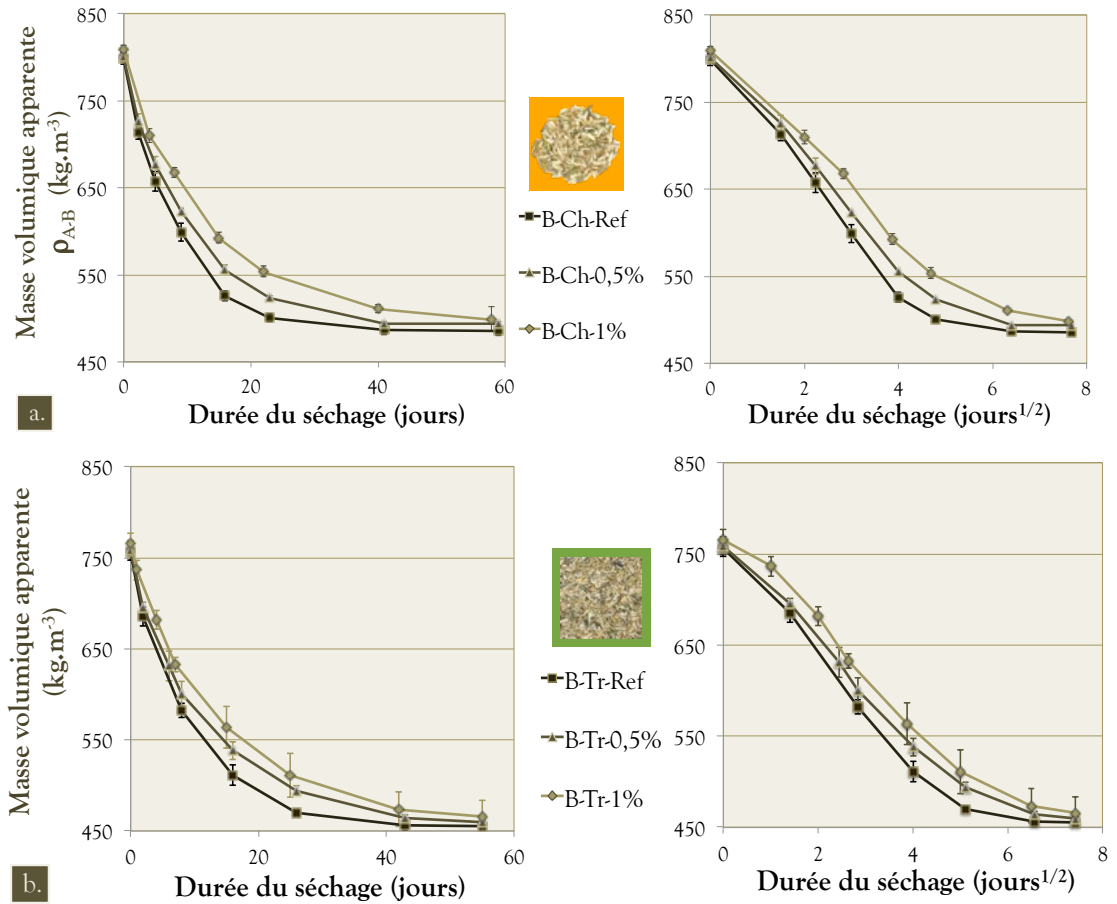 850
750
650
550
450
Masse volumique apparente
ρA-B (kg.m-3)
0
20
40
60
Durée du séchage (jours)
a.
B-Ch-Ref
B-Ch-0,5%
B-Ch-1%
850
750
650
550
450
0
2
4
6
8
Durée du séchage (jours1/2)
850
750
650
550
450
Masse volumique apparente
(kg.m-3)
0
20
40
60
Durée du séchage (jours)
b.
B-Tr-Ref
B-Tr-0,5%
B-Tr-1%
850
750
650
550
450
0
2
4
6
8
Durée du séchage (jours1/2)